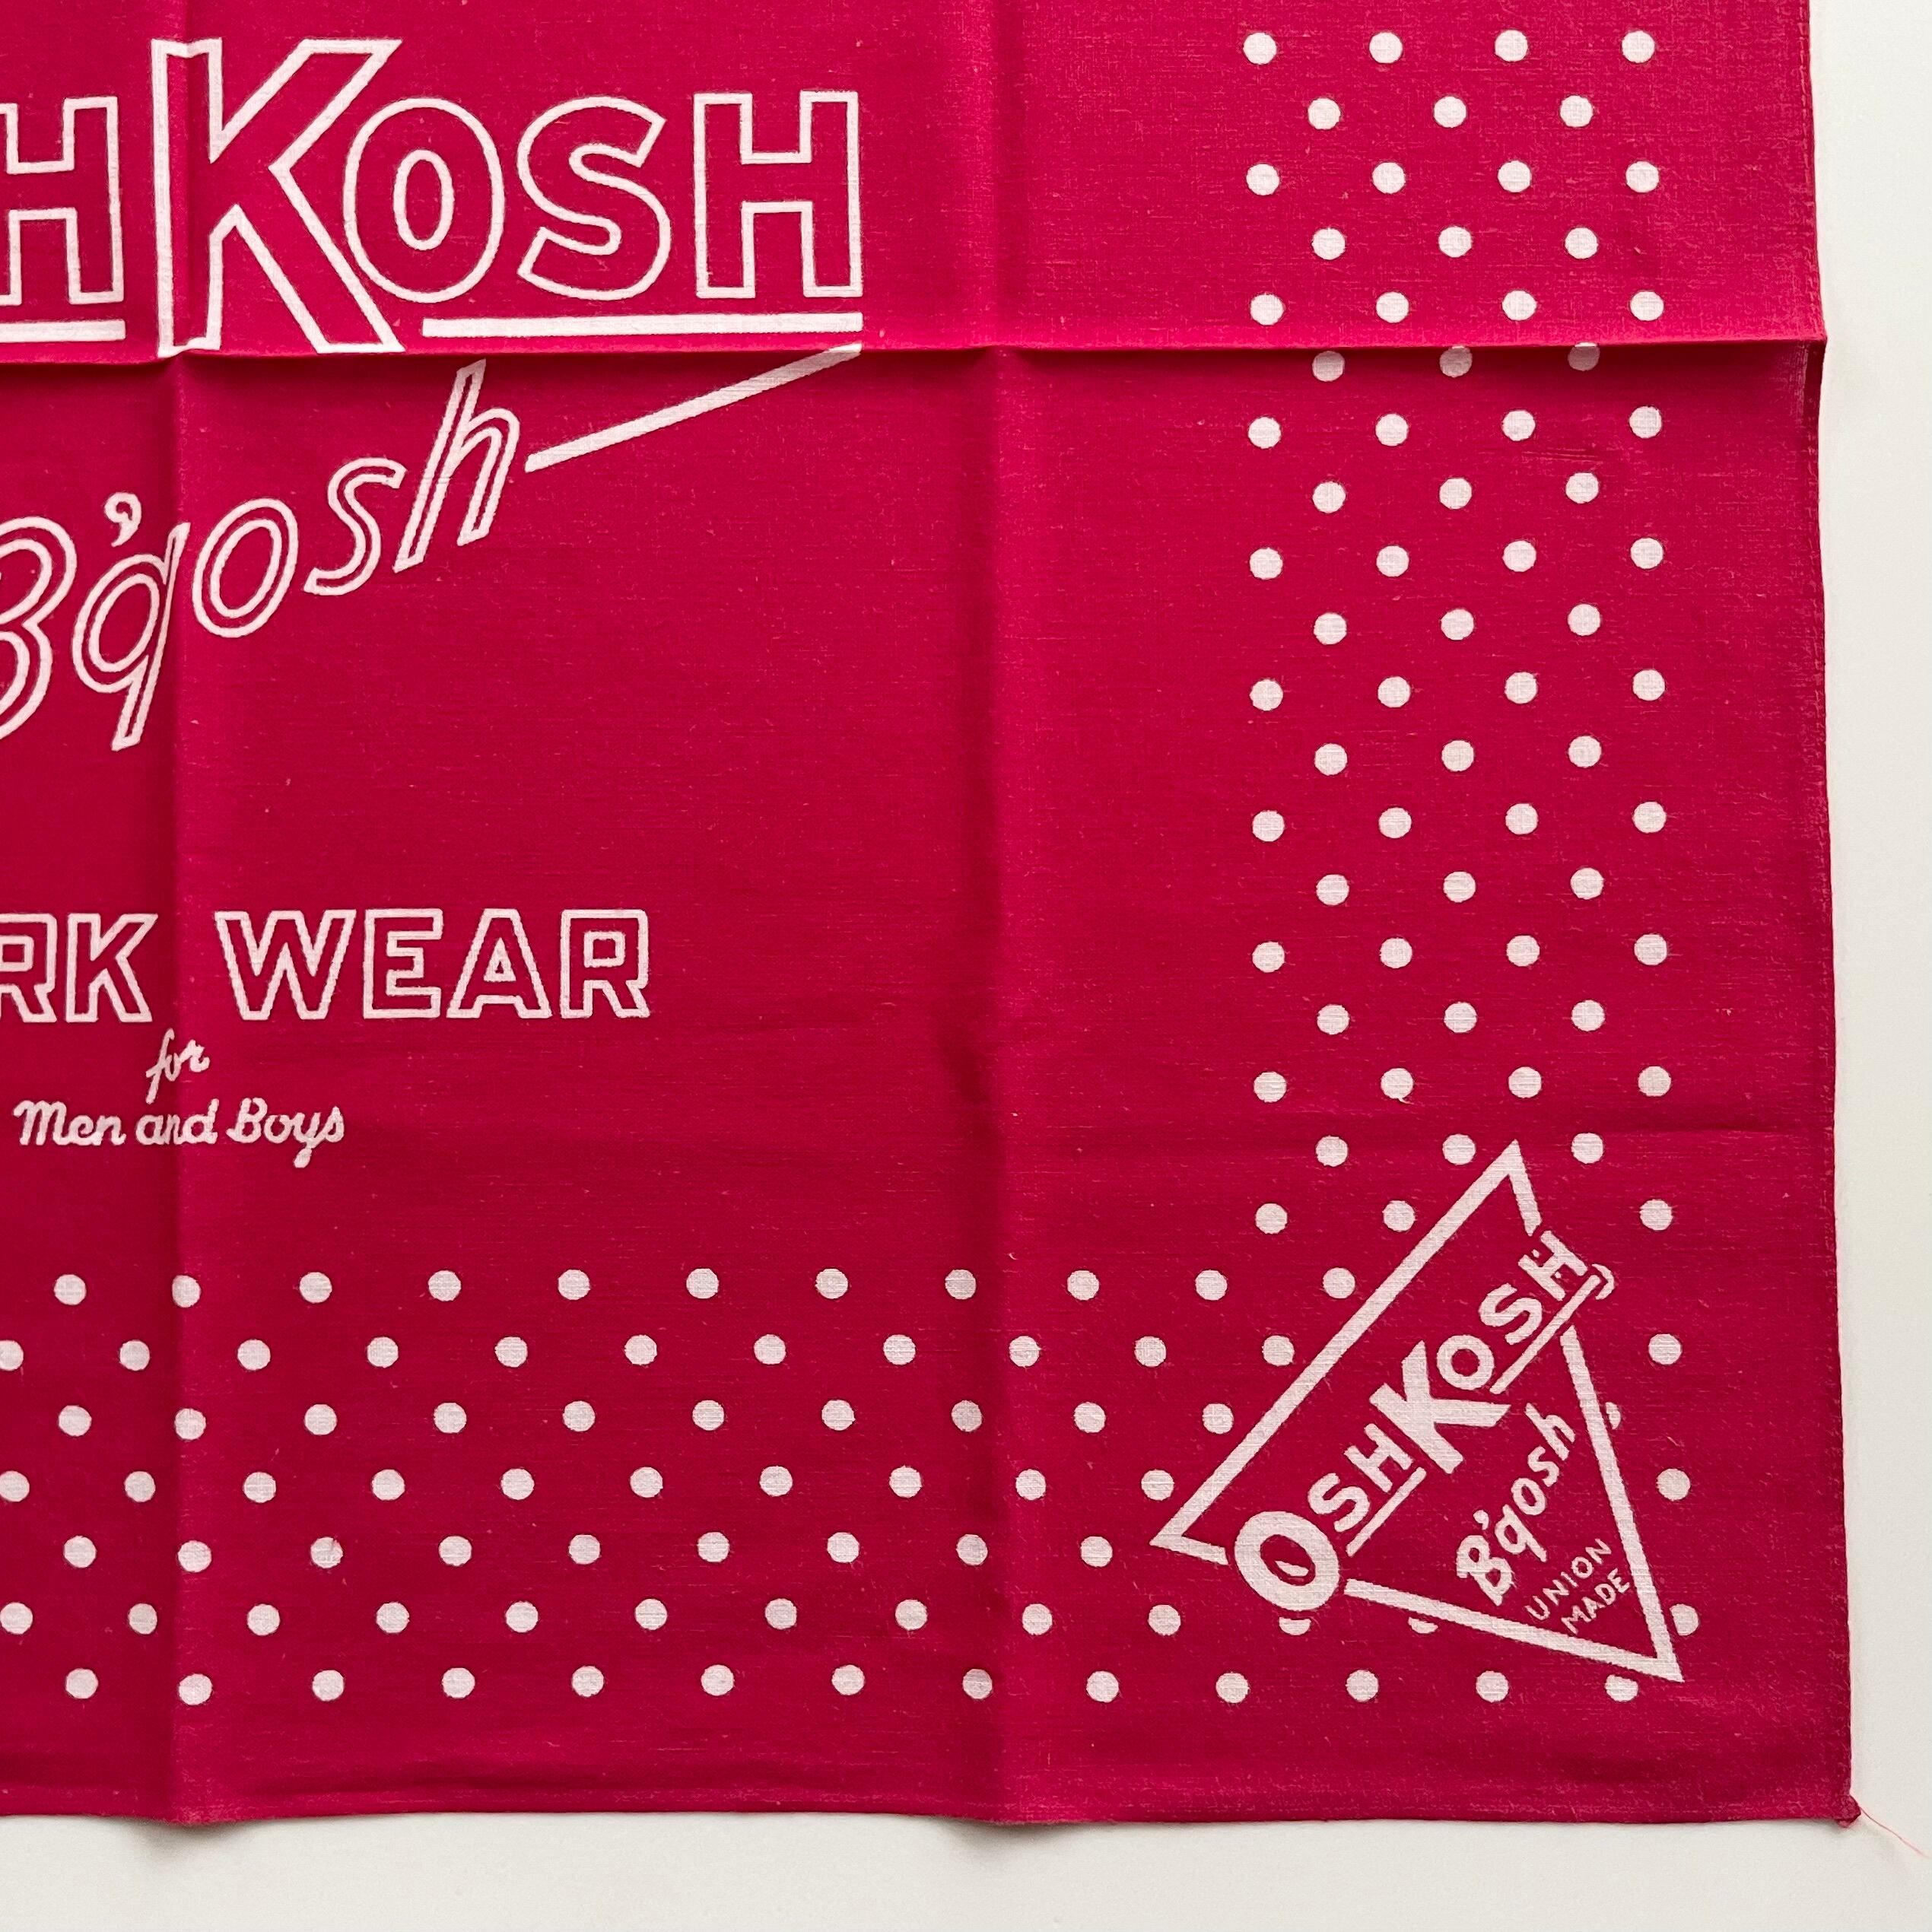 HKOSH
B'gosh
RK WEAR
for
Men and Boys
OSHKOSH
B'gosh
UNION
MADE